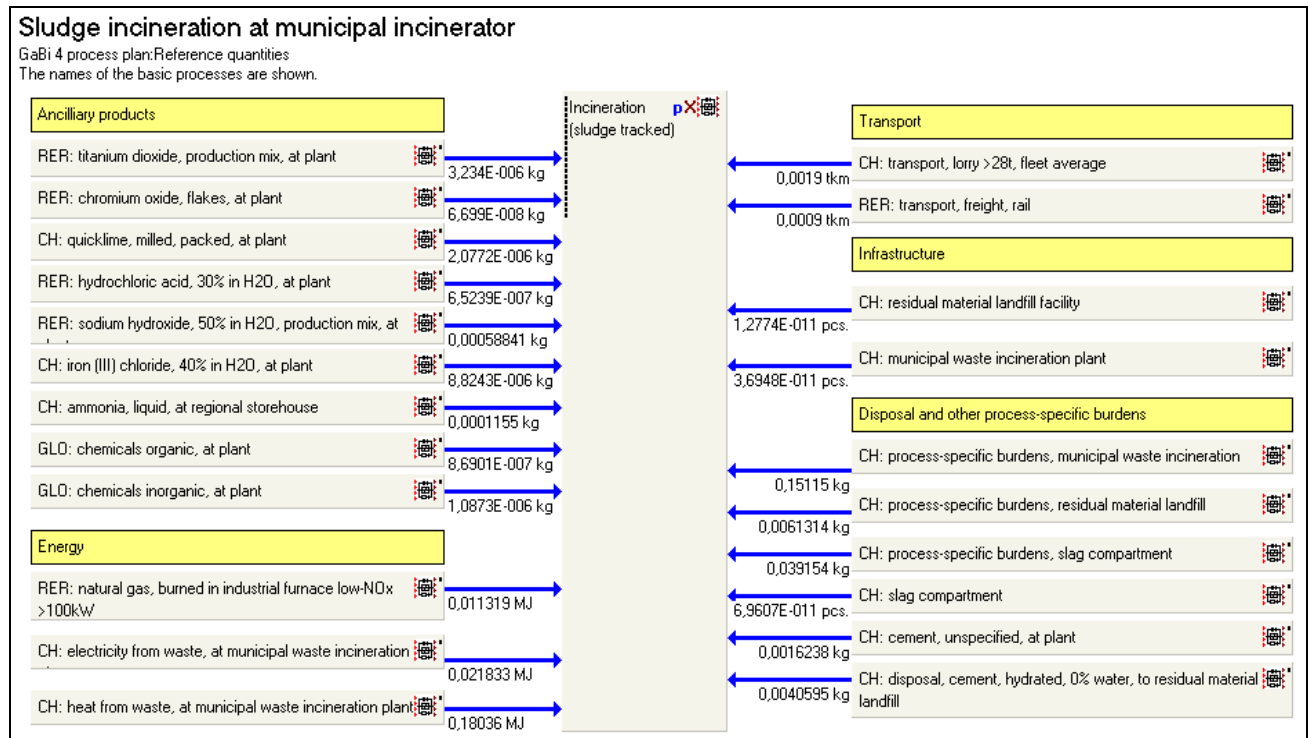 Sludge incineration at municipal incinerator
GaBi 4 process plan:Reference quantities
The names of the basic processes are shown.
Ancilliary products
RER: titanium dioxide, production mix, at plant
3,234E-006 kg
RER: chromium oxide, flakes, at plant
6,699E-008 kg
CH: quicklime, milled, packed, at plant
2,0772E-006 kg
RER: hydrochloric acid, 30% in H2O, at plant
6,5239E-007 kg
RER: sodium hydroxide, 50% in H2O, production mix, at
0,00058841 kg
CH: iron (III) chloride, 40% in H2O, at plant
8,8243E-006 kg
CH: ammonia, liquid, at regional storehouse
0,0001155 kg
GLO: chemicals organic, at plant
8,6901E-007 kg
GLO: chemicals inorganic, at plant
1,0873E-006 kg
Energy
RER: natural gas, burned in industrial furnace low-NOx
>100kW
0,011319 MJ
CH: electricity from waste, at municipal waste incineration
0,021833 MJ
CH: heat from waste, at municipal waste incineration plant
0,18036 MJ
Incineration pX
(sludge tracked)
Transport
CH: transport, lorry >28t, fleet average
0,0019 tkm
RER: transport, freight, rail
0,0009 tkm
Infrastructure
CH: residual material landfill facility
1,2774E-011 pcs.
CH: municipal waste incineration plant
3,6948E-011 pcs.
Disposal and other process-specific burdens
CH: process-specific burdens, municipal waste incineration
0,15115 kg
CH: process-specific burdens, residual material landfill
0,0061314 kg
CH: process-specific burdens, slag compartment
0,039154 kg
CH: slag compartment
6,9607E-011 pcs.
CH: cement, unspecified, at plant
0,0016238 kg
CH: disposal, cement, hydrated, 0% water, to residual material
landfill
0,0040595 kg